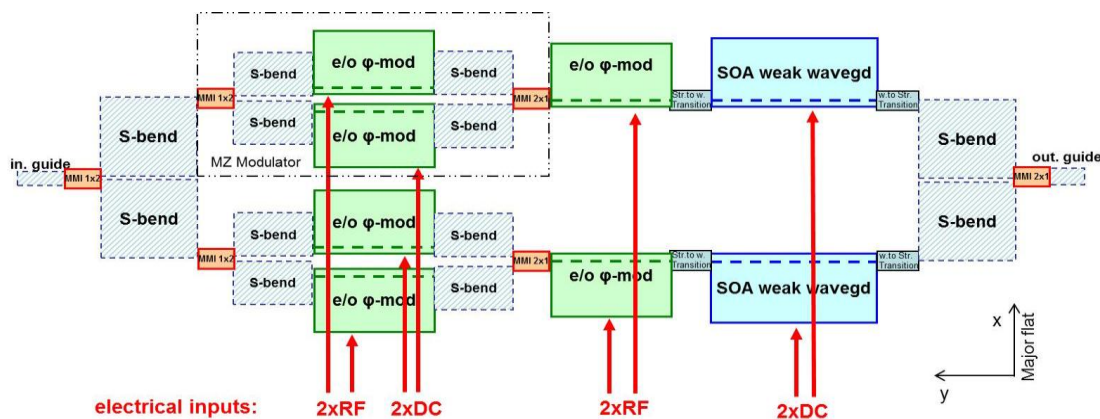 e/o φ-mod
e/o φ-mod
SOA weak wavegd
S-bend
S-bend
MMI 1x2
MMI 2x1
Str.to w.
Transition
w.to Str.
Transition
S-bend
S-bend
S-bend
e/o φ-mod
S-bend
in. guide
MZ Modulator
out. guide
MMI 1x2
MMI 2x1
S-bend
e/o φ-mod
S-bend
S-bend
S-bend
MMI 1x2
MMI 2x1
Str.to w.
Transition
w.to Str.
Transition
S-bend
e/o φ-mod
S-bend
e/o φ-mod
SOA weak wavegd
x
Major flat
y
electrical inputs:
2xRF
2xDC
2xRF
2xDC